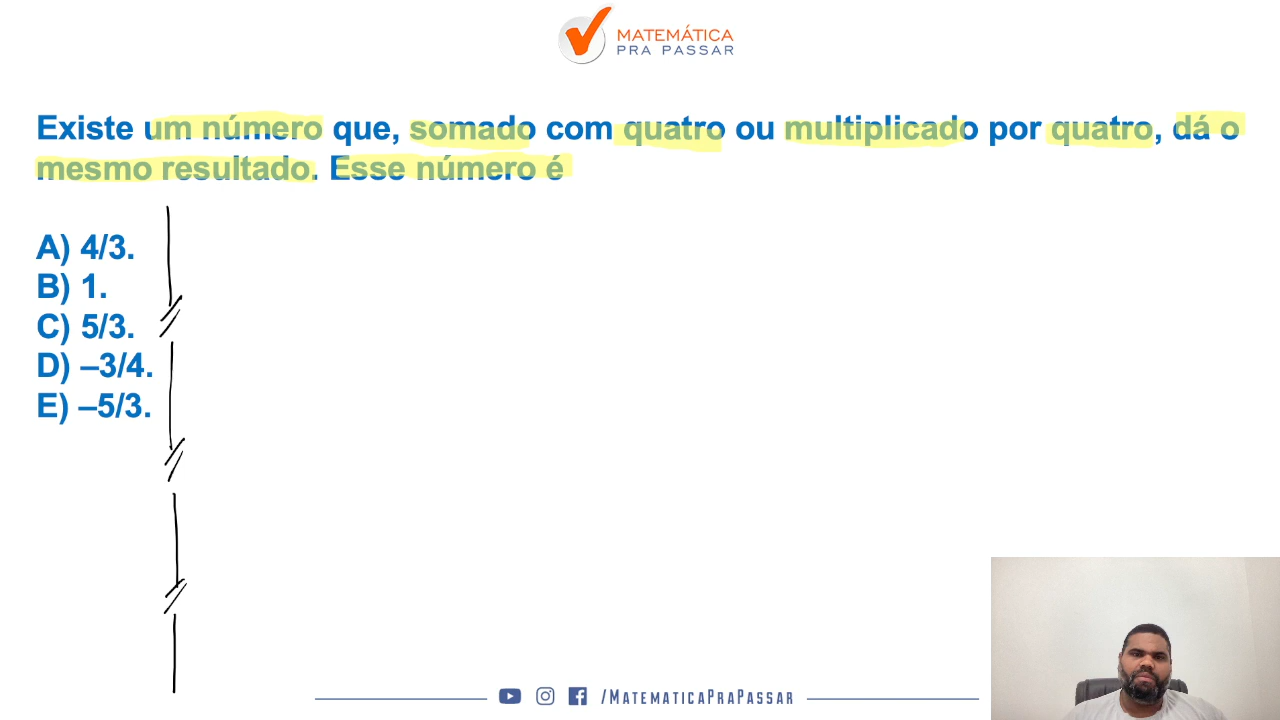 MATEMÁTICA
PRA PASSAR
Existe um número que, somado com quatro ou multiplicado por quatro, dá o
mesmo resultado. Esse número é
A) 4/3.
B) 1.
C) 5/3.
D) –3/4.
E) –5/3.
/MATEMATICAPRAPASSAR